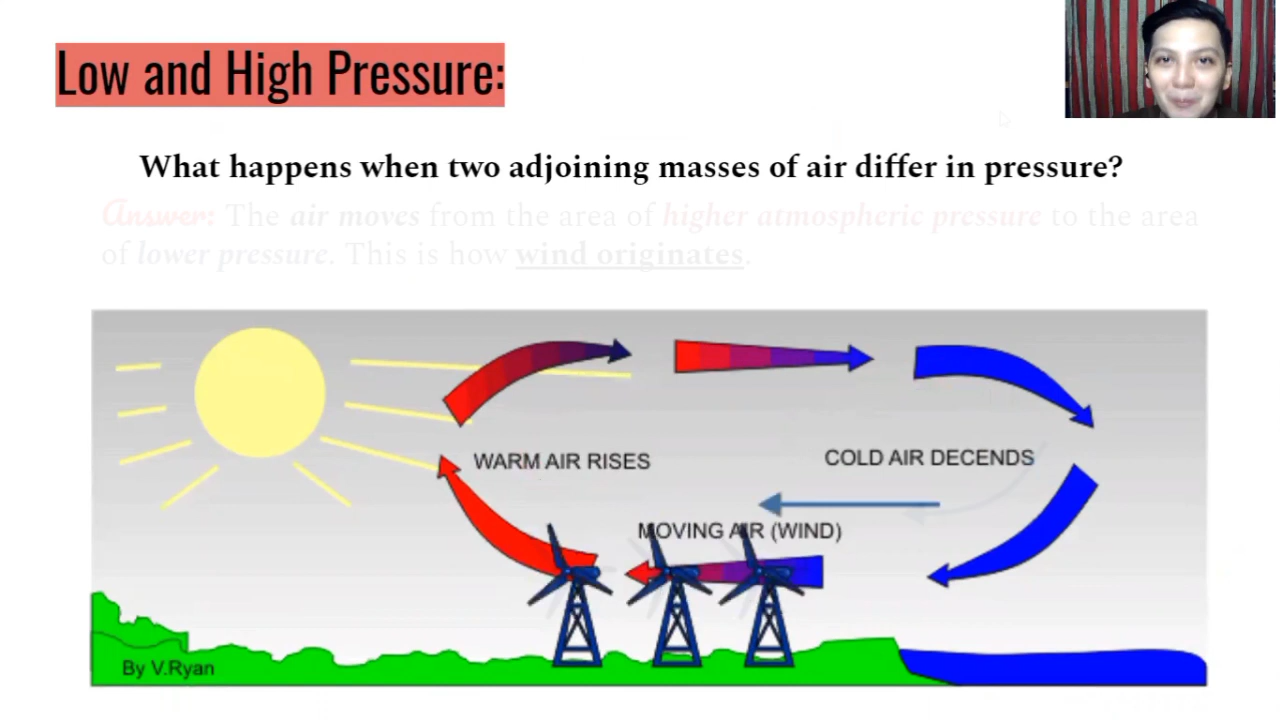 Low and High Pressure:
What happens when two adjoining masses of air differ in pressure?
Answer: The air moves from the area of higher atmospheric pressure to the area
of lower pressure. This is how wind originates.
WARM AIR RISES
COLD AIR DECENDS
MOVING AIR (WIND)
By V.Ryan